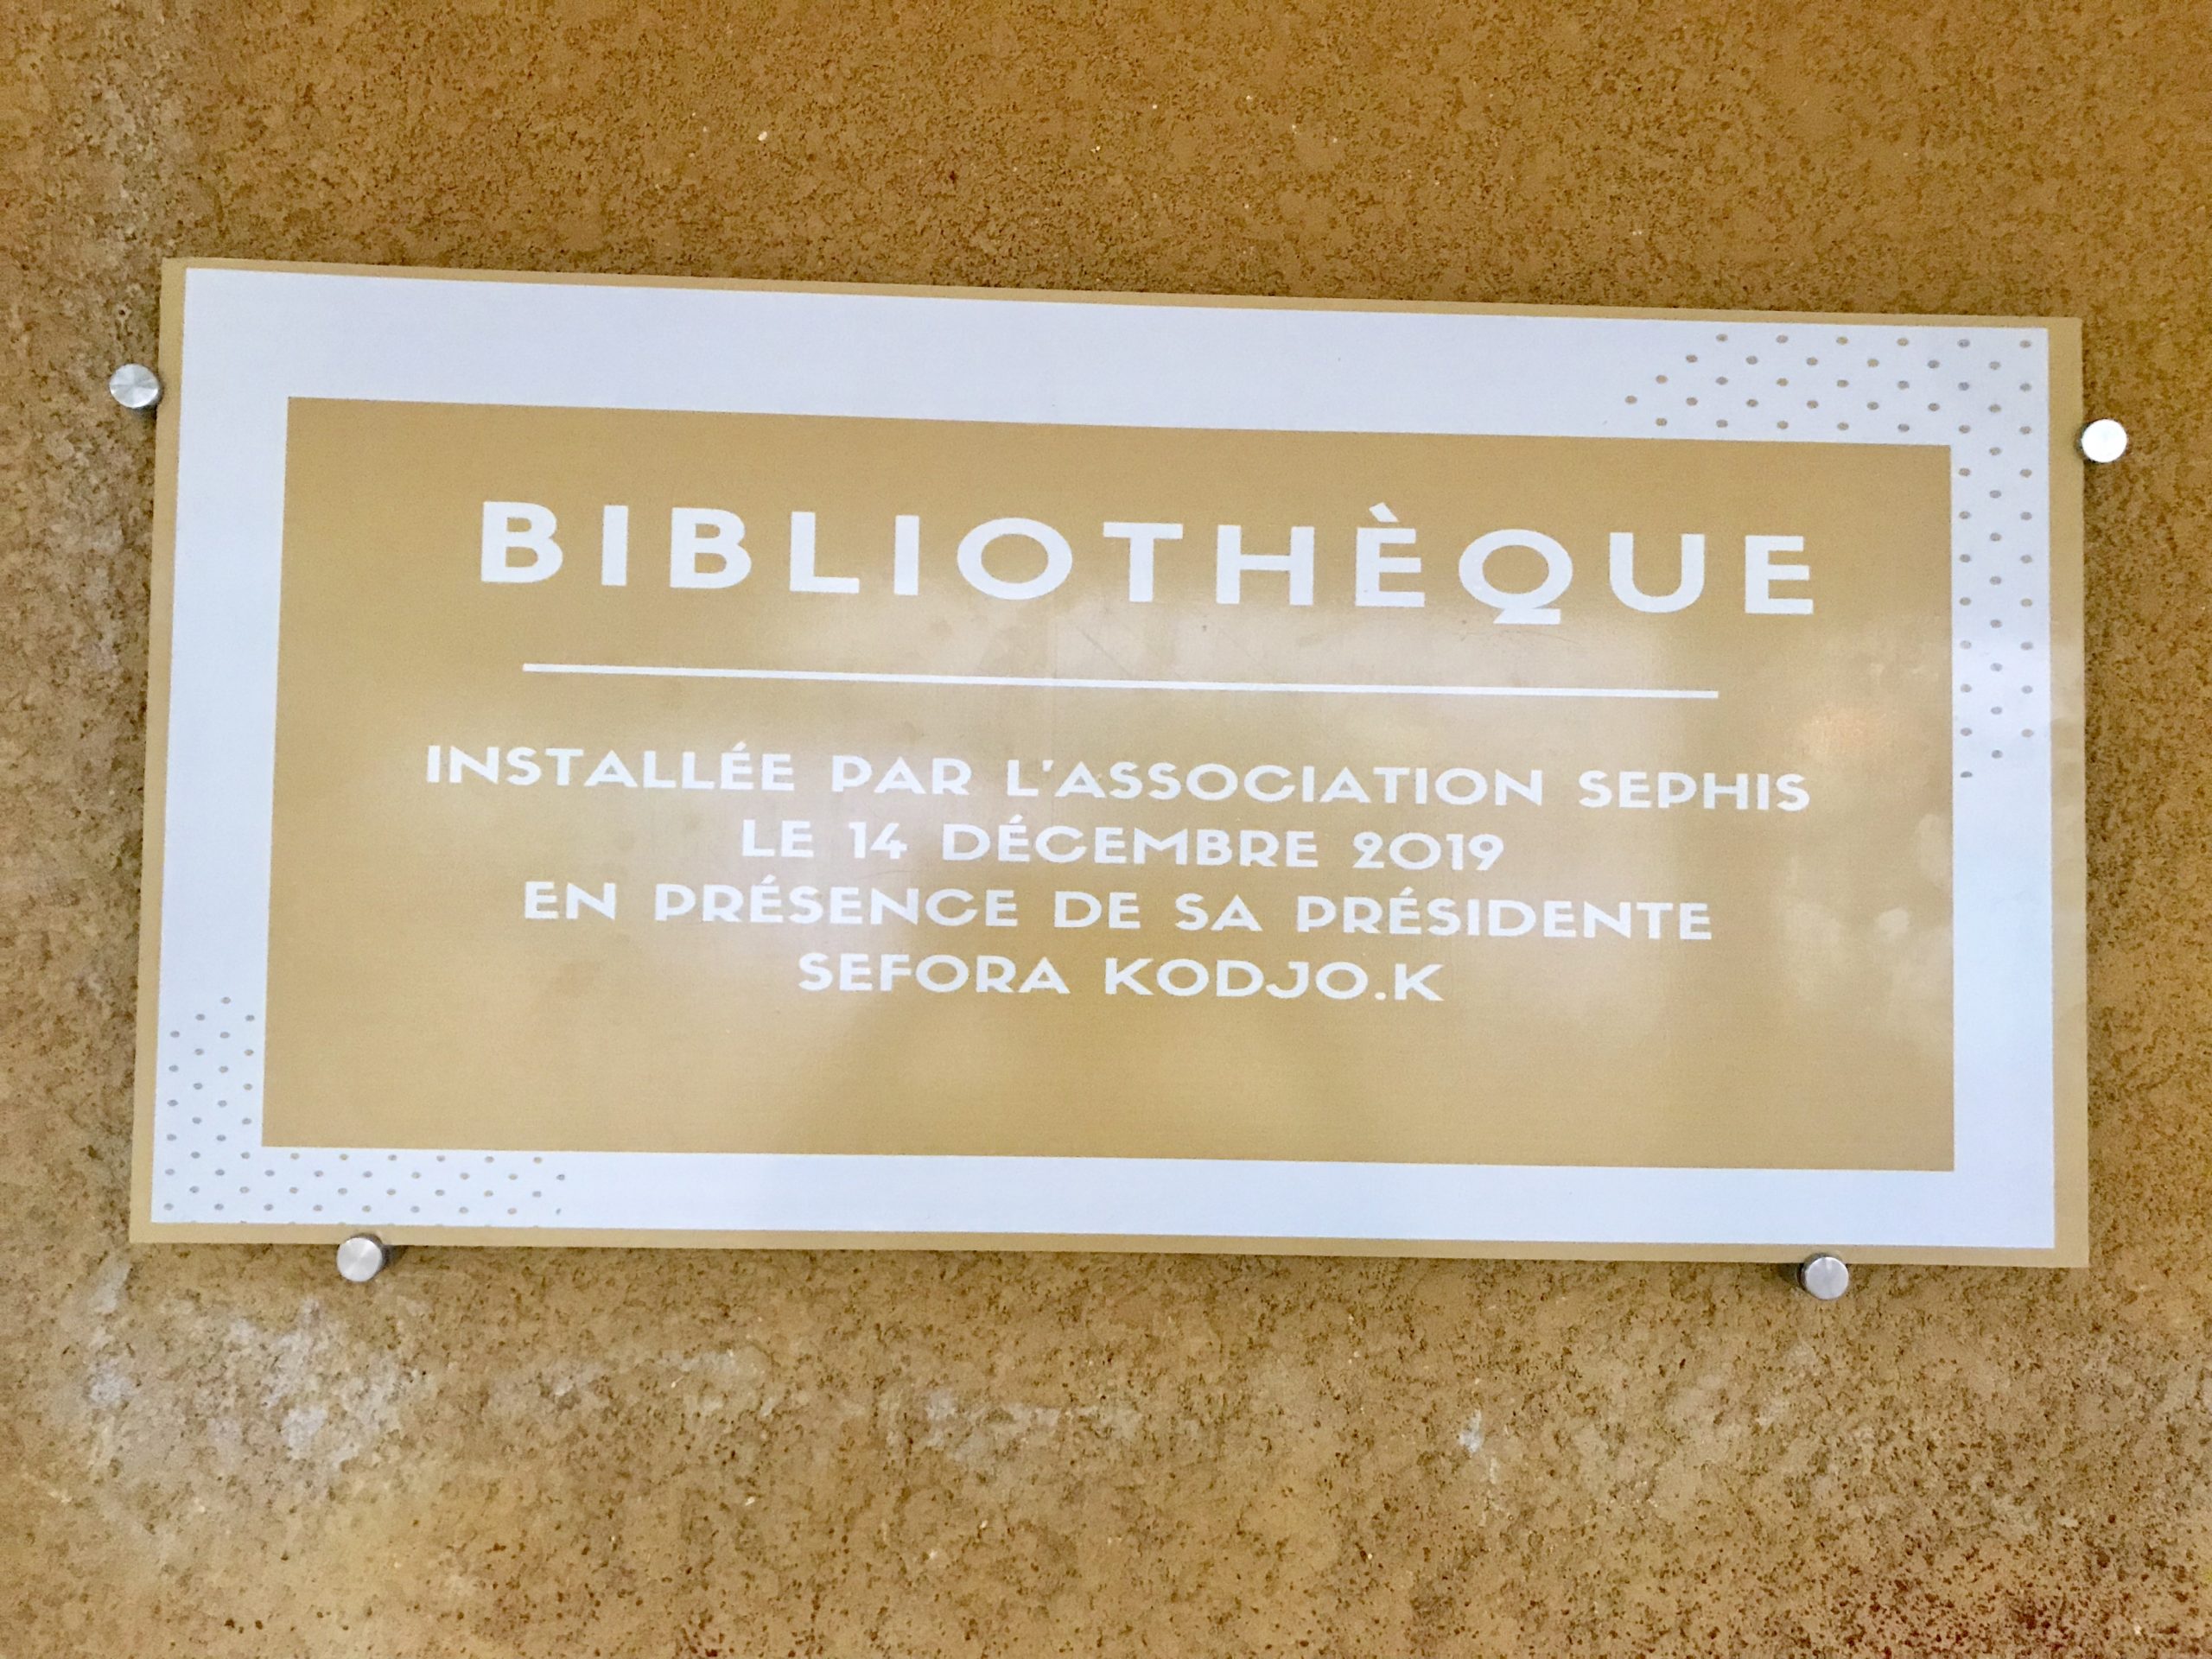 BIBLIOTHÈQUE
INSTALLÉE PAR L'ASSOCIATION SEPHIS
LE 14 DÉCEMBRE 2019
EN PRÉSENCE DE SA PRÉSIDENTE
SEFORA KODJO.K